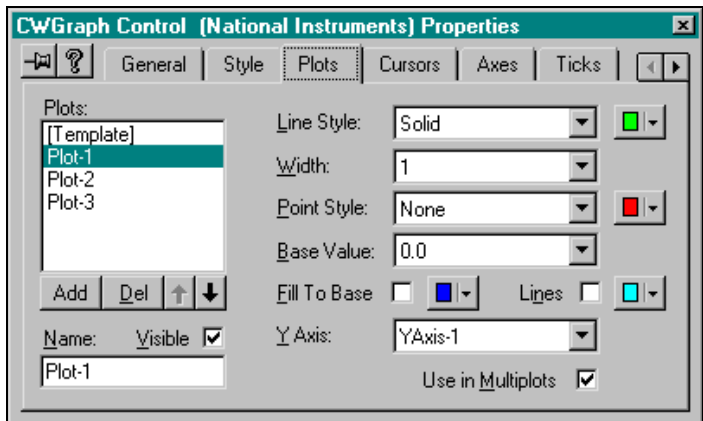 CWGraph Control (National Instruments) Properties
General Style Plots Cursors Axes Ticks
Plots:
[Template]
Plot-1
Plot-2
Plot-3
Add Del
Name: Visible
Plot-1
Line Style: Solid
Width: 1
Point Style: None
Base Value: 0.0
Fill To Base Lines
Y Axis: YAxis-1
Use in Multiplots